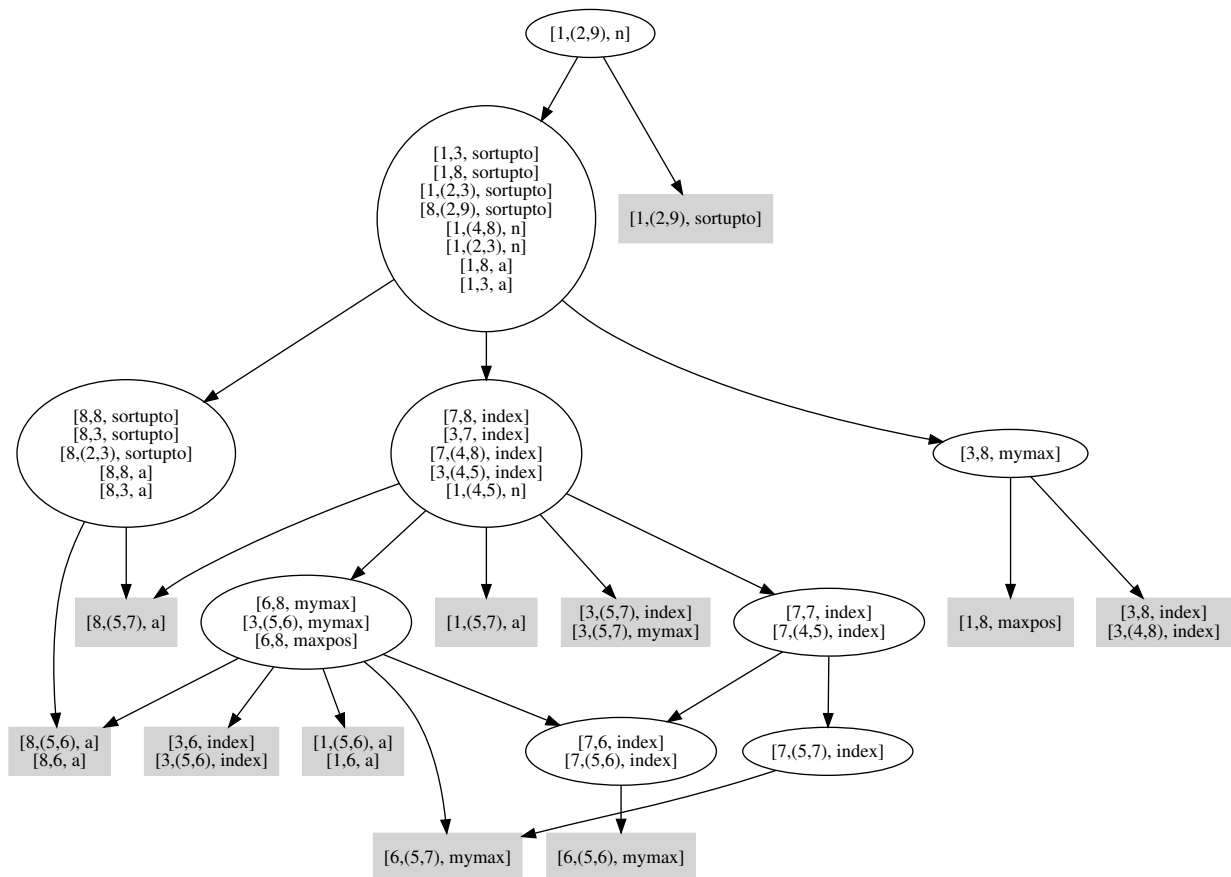 [1,(2,9), n]
[1,3, sortupto]
[1,8, sortupto]
[1,(2,3), sortupto]
[8,(2,9), sortupto]
[1,(4,8), n]
[1,(2,3), n]
[1,8, a]
[1,3, a]
[1,(2,9), sortupto]
[8,8, sortupto]
[8,3, sortupto]
[8,(2,3), sortupto]
[8,8, a]
[8,3, a]
[7,8, index]
[3,7, index]
[7,(4,8), index]
[3,(4,5), index]
[1,(4,5), n]
[3,8, mymax]
[8,(5,7), a]
[6,8, mymax]
[3,(5,6), mymax]
[6,8, maxpos]
[1,(5,7), a]
[3,(5,7), index]
[3,(5,7), mymax]
[7,7, index]
[7,(4,5), index]
[1,8, maxpos]
[3,8, index]
[3,(4,8), index]
[8,(5,6), a]
[8,6, a]
[3,6, index]
[3,(5,6), index]
[1,(5,6), a]
[1,6, a]
[7,6, index]
[7,(5,6), index]
[7,(5,7), index]
[6,(5,7), mymax]
[6,(5,6), mymax]